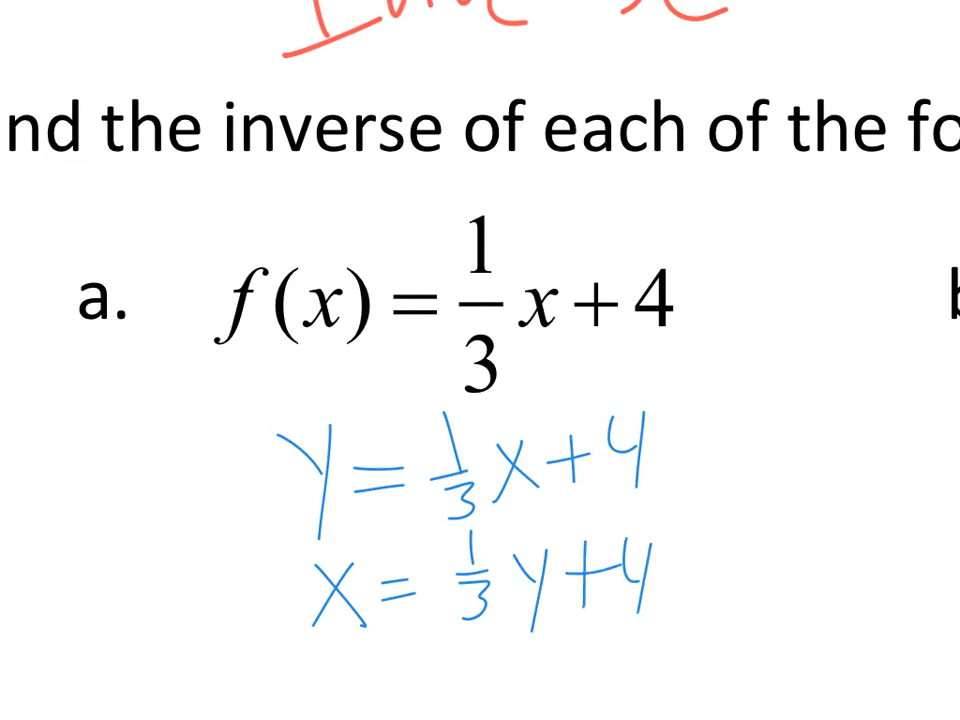 nd the inverse of each of the fo
a. f(x) = 1/3 x + 4
y = 1/3 x + 4
x = 1/3 y + 4